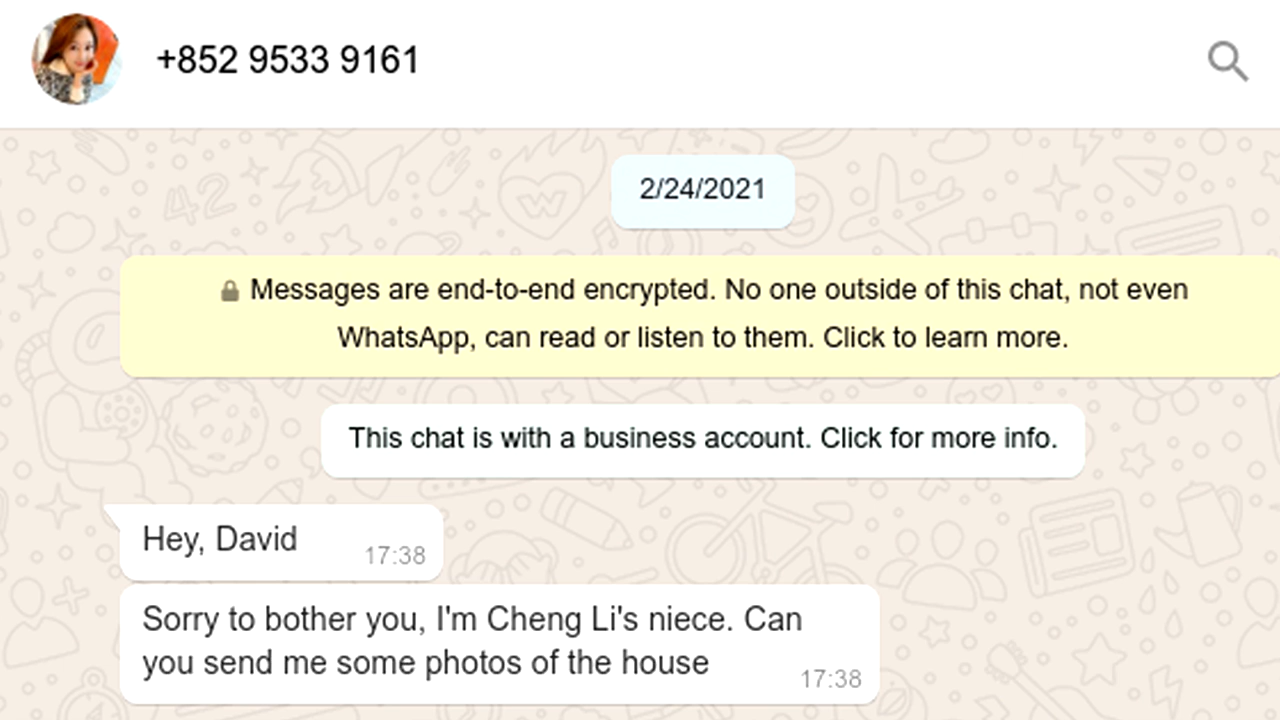 +852 9533 9161
2/24/2021
Messages are end-to-end encrypted. No one outside of this chat, not even
WhatsApp, can read or listen to them. Click to learn more.
This chat is with a business account. Click for more info.
Hey, David
17:38
Sorry to bother you, I'm Cheng Li's niece. Can
you send me some photos of the house
17:38